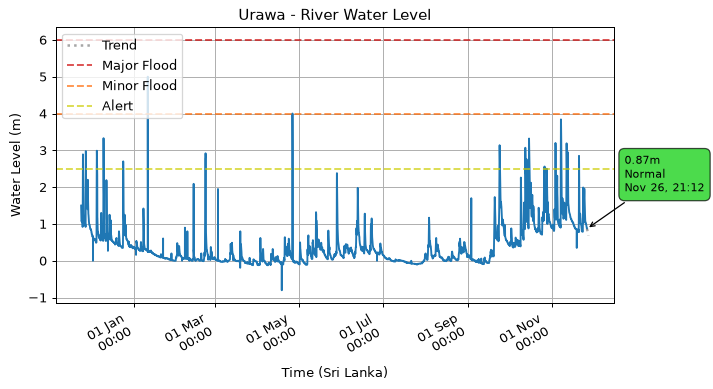 Urawa - River Water Level
Trend
Major Flood
Minor Flood
Alert
Water Level (m)
6
5
4
3
2
1
0
−1
0.87m
Normal
Nov 26, 21:12
01 Jan
00:00
01 Mar
00:00
01 May
00:00
01 Jul
00:00
01 Sep
00:00
01 Nov
00:00
Time (Sri Lanka)